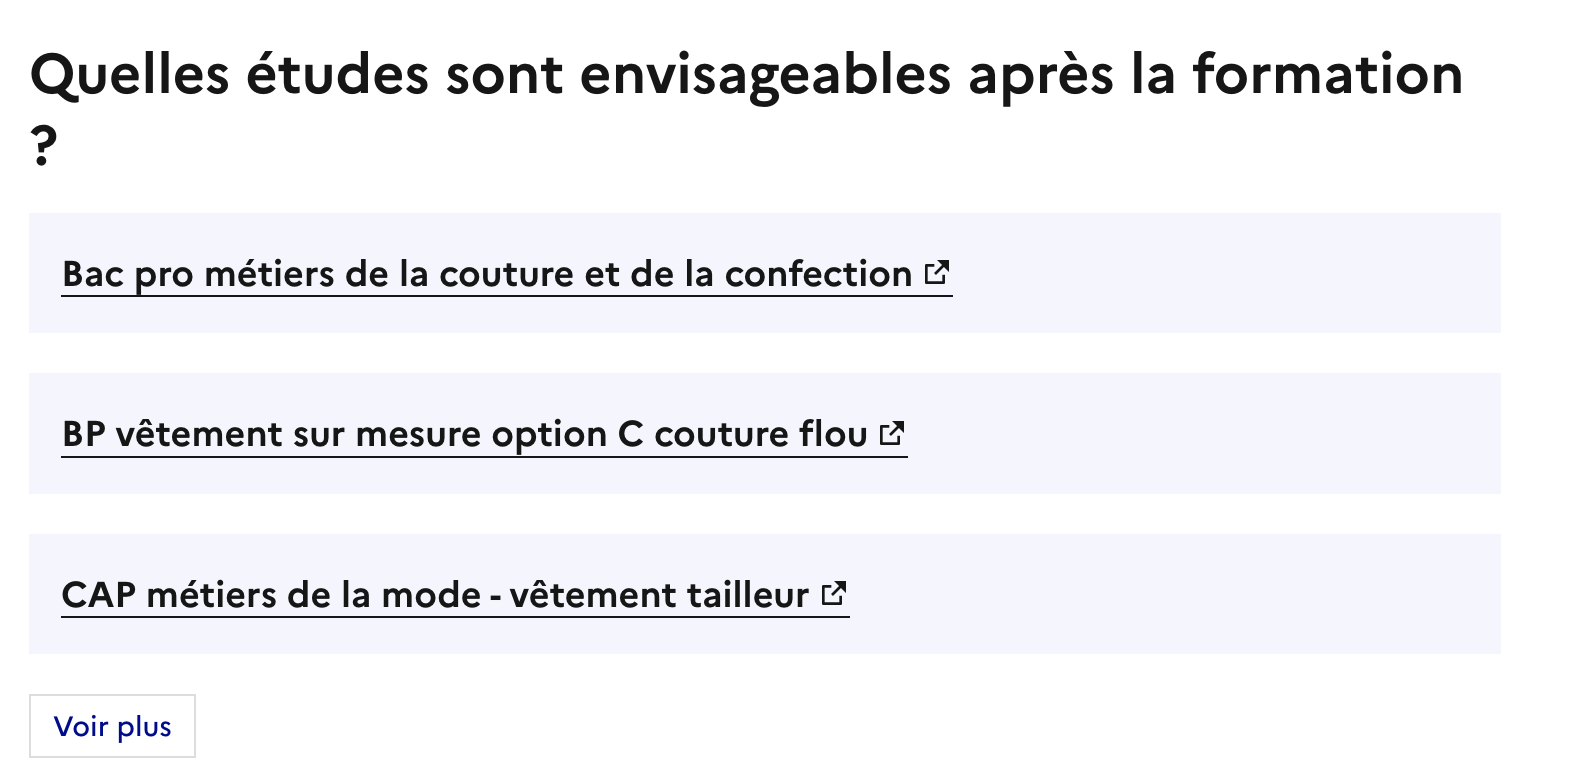 Quelles études sont envisageables après la formation
?
Bac pro métiers de la couture et de la confection
BP vêtement sur mesure option C couture flou
CAP métiers de la mode - vêtement tailleur
Voir plus